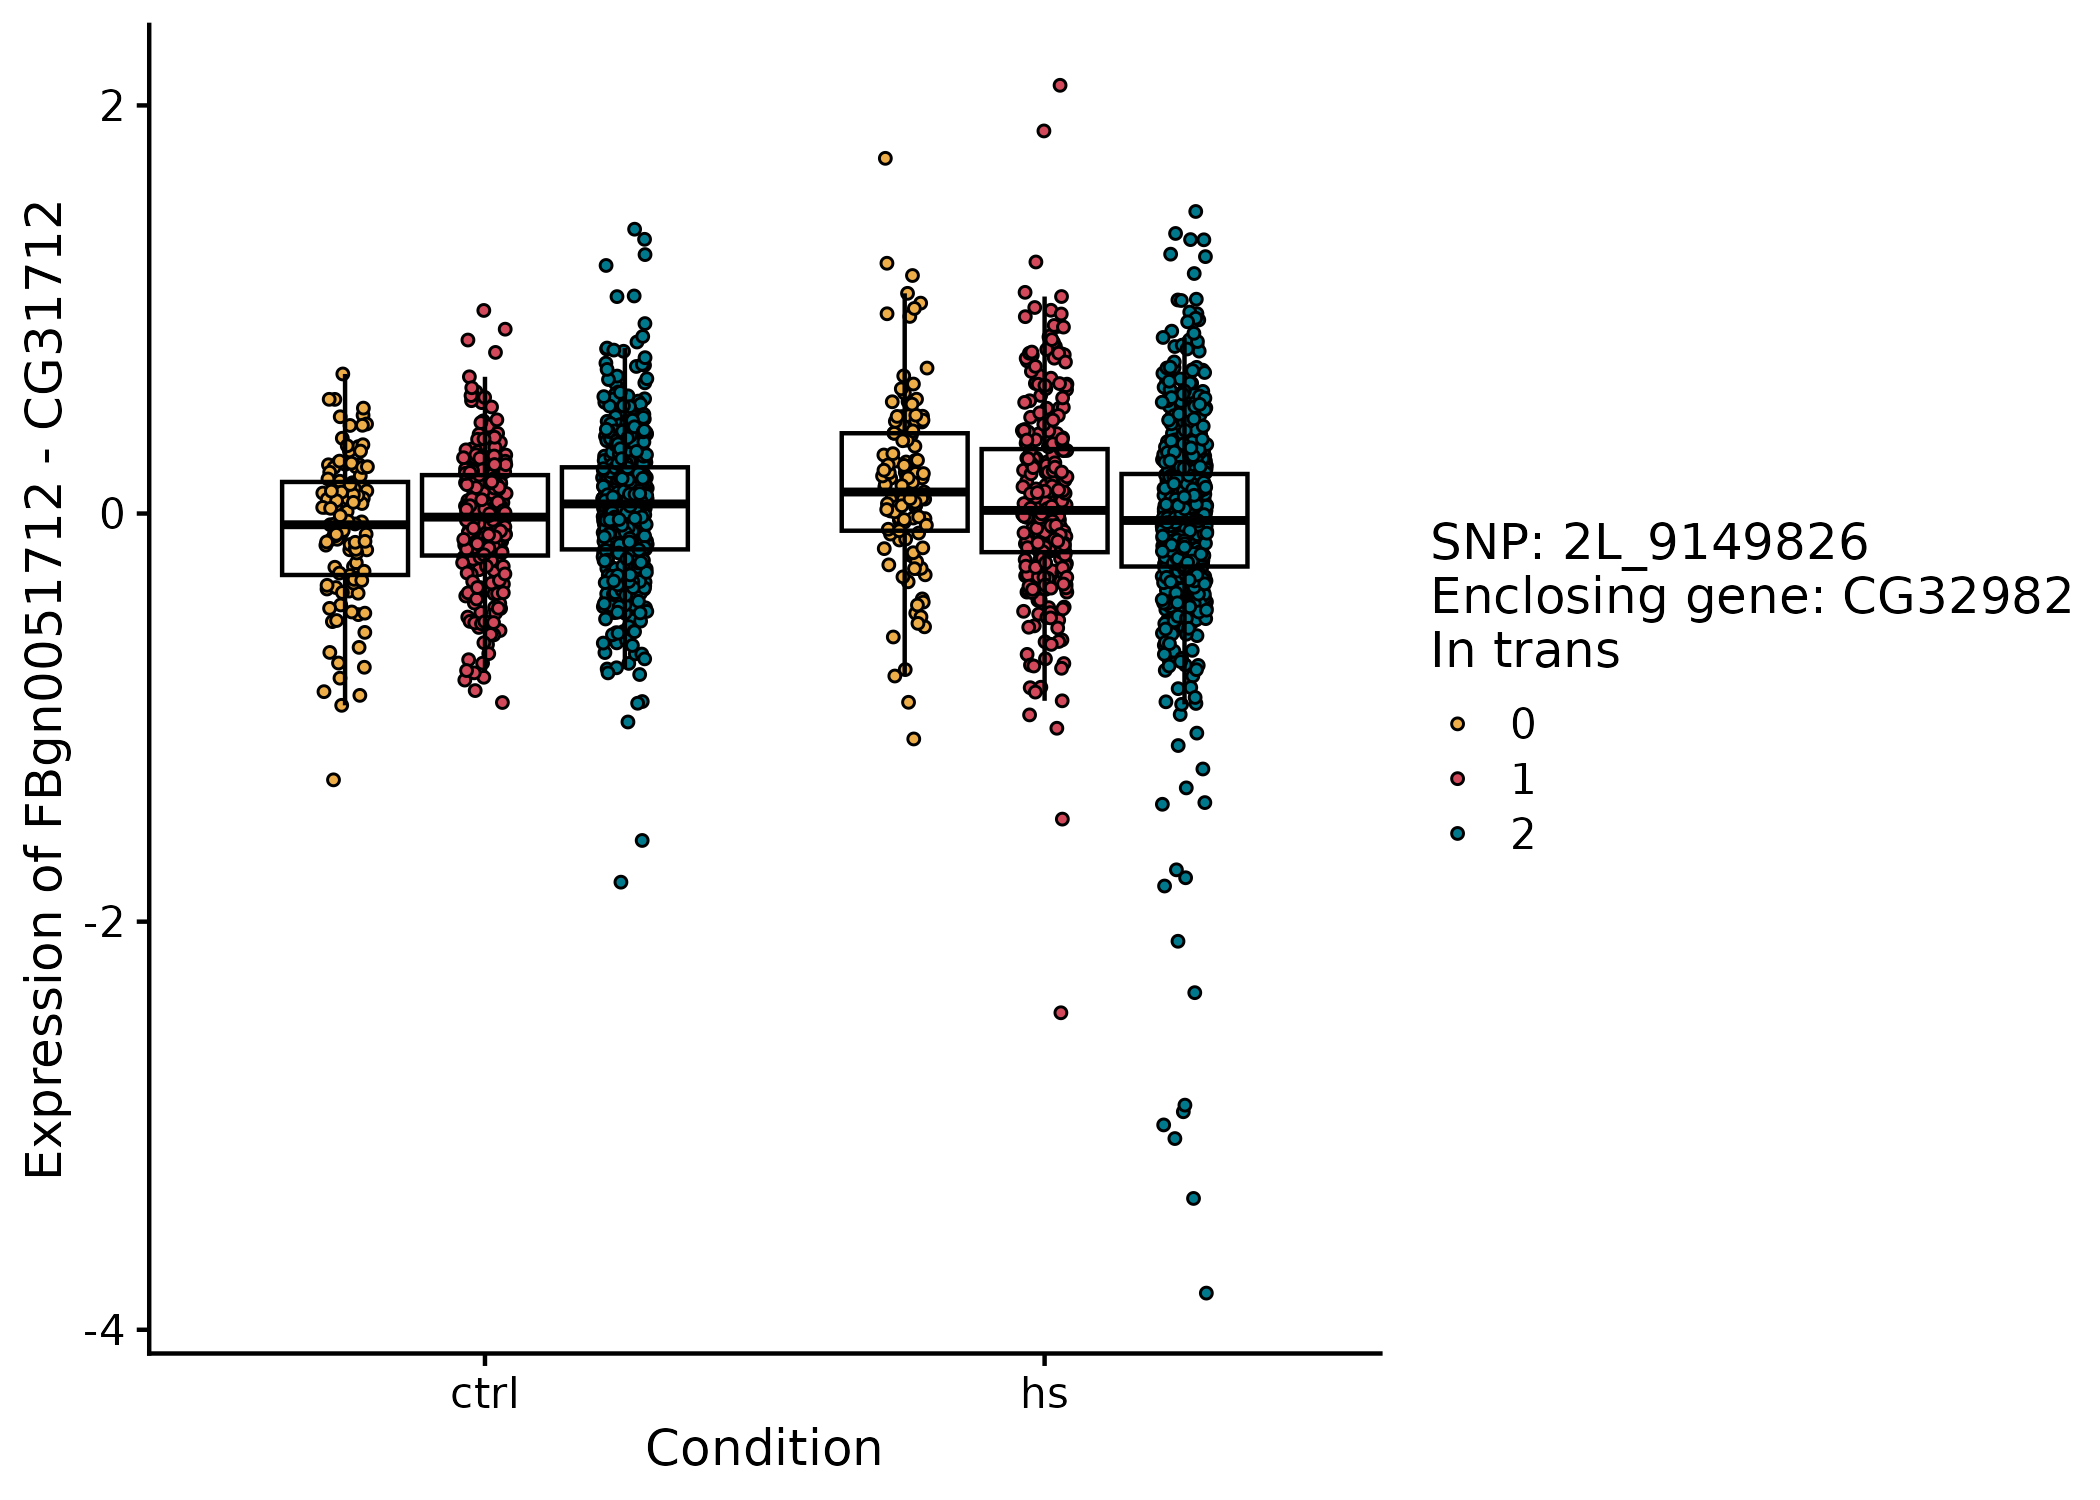 Expression of FBgn0051712 - CG31712
2
0
-2
-4
ctrl
hs
Condition
SNP: 2L_9149826
Enclosing gene: CG32982
In trans
0
1
2